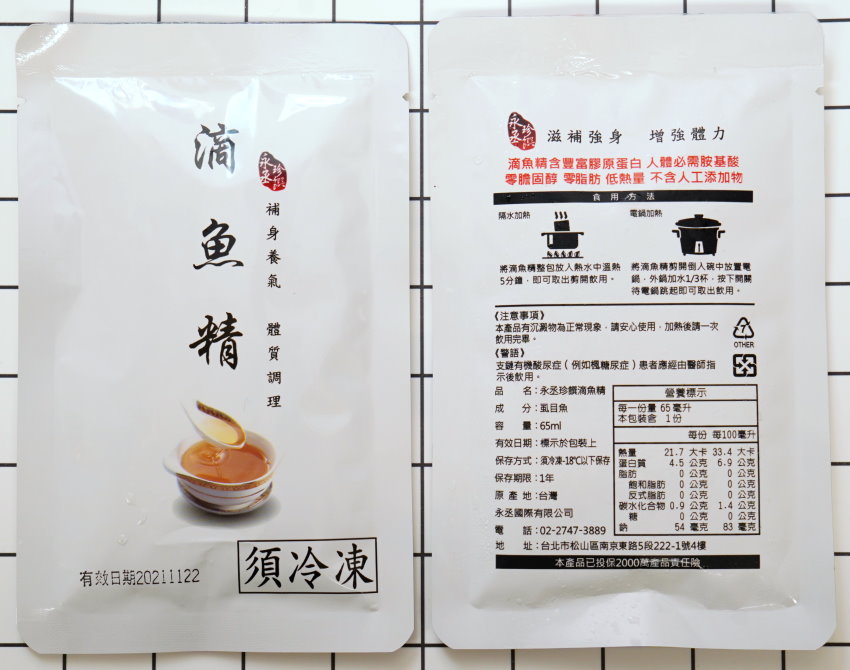 滴魚精
永丞珍饌
補身養氣 體質調理
有效日期20211122
須冷凍
永丞珍饌
滋補強身 增強體力
滴魚精含豐富膠原蛋白 人體必需胺基酸
零膽固醇 零脂肪 低熱量 不含人工添加物
食用方法
隔水加熱
將滴魚精整包放入熱水中溫熱
5分鐘，即可取出剪開飲用。
電鍋加熱
將滴魚精剪開倒入碗中放置電
鍋，外鍋加水1/3杯，按下開關
待電鍋跳起即可取出飲用。
《注意事項》
本產品有沉澱物為正常現象，請安心使用，加熱後請一次
飲用完畢。
《警語》
支鏈有機酸尿症（例如楓糖尿症）患者應經由醫師指
示後飲用。
7
OTHER
品名：永丞珍饌滴魚精
成分：虱目魚
容量：65ml
有效日期：標示於包裝上
保存方式：須冷凍-18℃以下保存
保存期限：1年
原產地：台灣
永丞國際有限公司
電話：02-2747-3889
地址：台北市松山區南京東路5段222-1號4樓
營養標示
每一份量 65 毫升
本包裝含 1份
每份 每100毫升
熱量 21.7 大卡 33.4 大卡
蛋白質 4.5 公克 6.9 公克
脂肪 0 公克 0 公克
飽和脂肪 0 公克 0 公克
反式脂肪 0 公克 0 公克
碳水化合物 0.9 公克 1.4 公克
糖 0 公克 0 公克
鈉 54 毫克 83 毫克
本產品已投保2000萬產品責任險